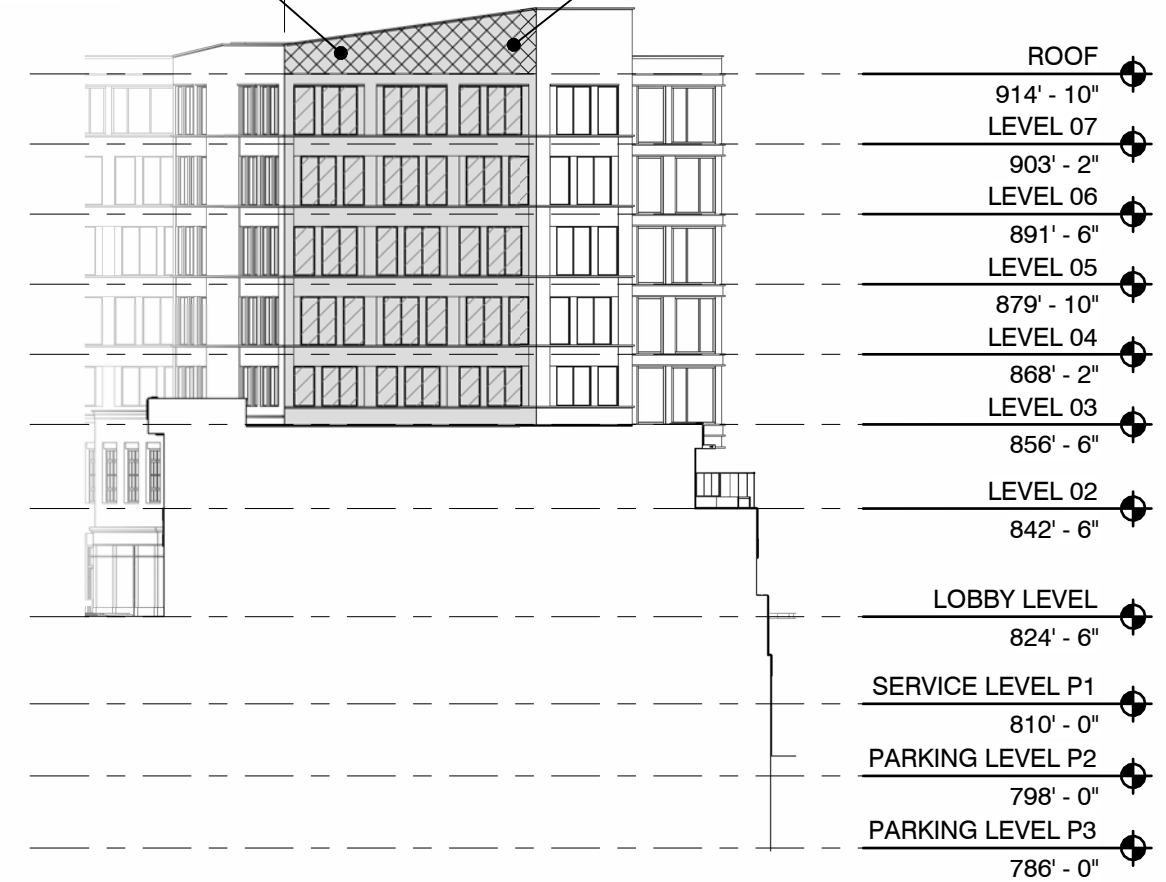 ROOF
914' - 10"
LEVEL 07
903' - 2"
LEVEL 06
891' - 6"
LEVEL 05
879' - 10"
LEVEL 04
868' - 2"
LEVEL 03
856' - 6"
LEVEL 02
842' - 6"
LOBBY LEVEL
824' - 6"
SERVICE LEVEL P1
810' - 0"
PARKING LEVEL P2
798' - 0"
PARKING LEVEL P3
786' - 0"